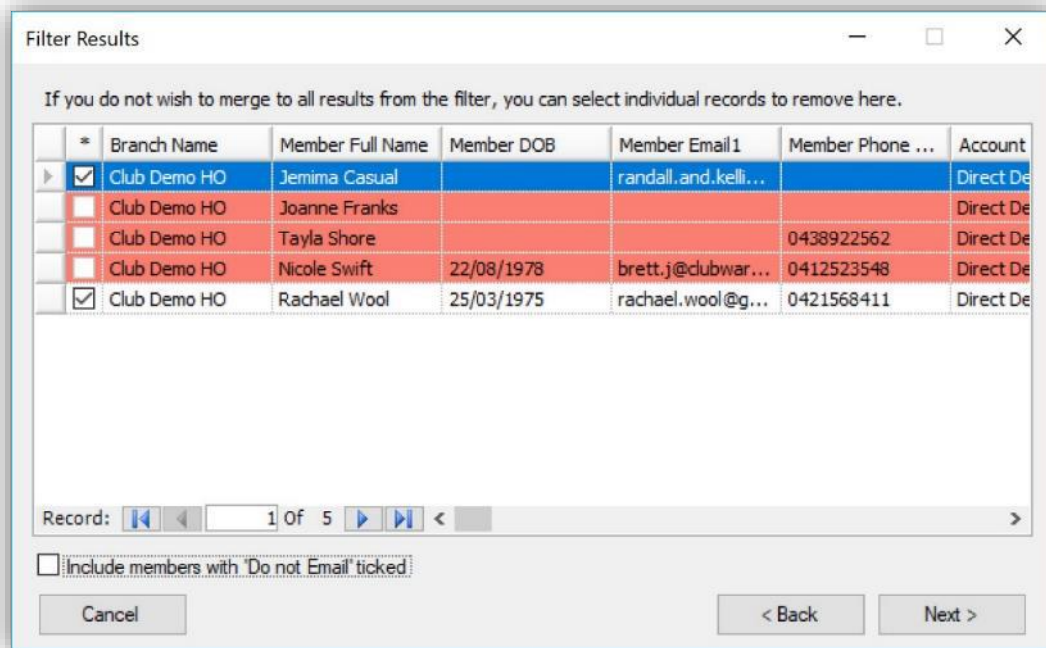 Filter Results
If you do not wish to merge to all results from the filter, you can select individual records to remove here.
* Branch Name Member Full Name Member DOB Member Email1 Member Phone ... Account
Club Demo HO Jemima Casual randall.and.kelli... Direct De
Club Demo HO Joanne Franks Direct De
Club Demo HO Tayla Shore 0438922562 Direct De
Club Demo HO Nicole Swift 22/08/1978 brett.j@clubwar... 0412523548 Direct De
Club Demo HO Rachael Wool 25/03/1975 rachael.wool@g... 0421568411 Direct De
Record: 1 Of 5
Include members with 'Do not Email' ticked
Cancel < Back Next >